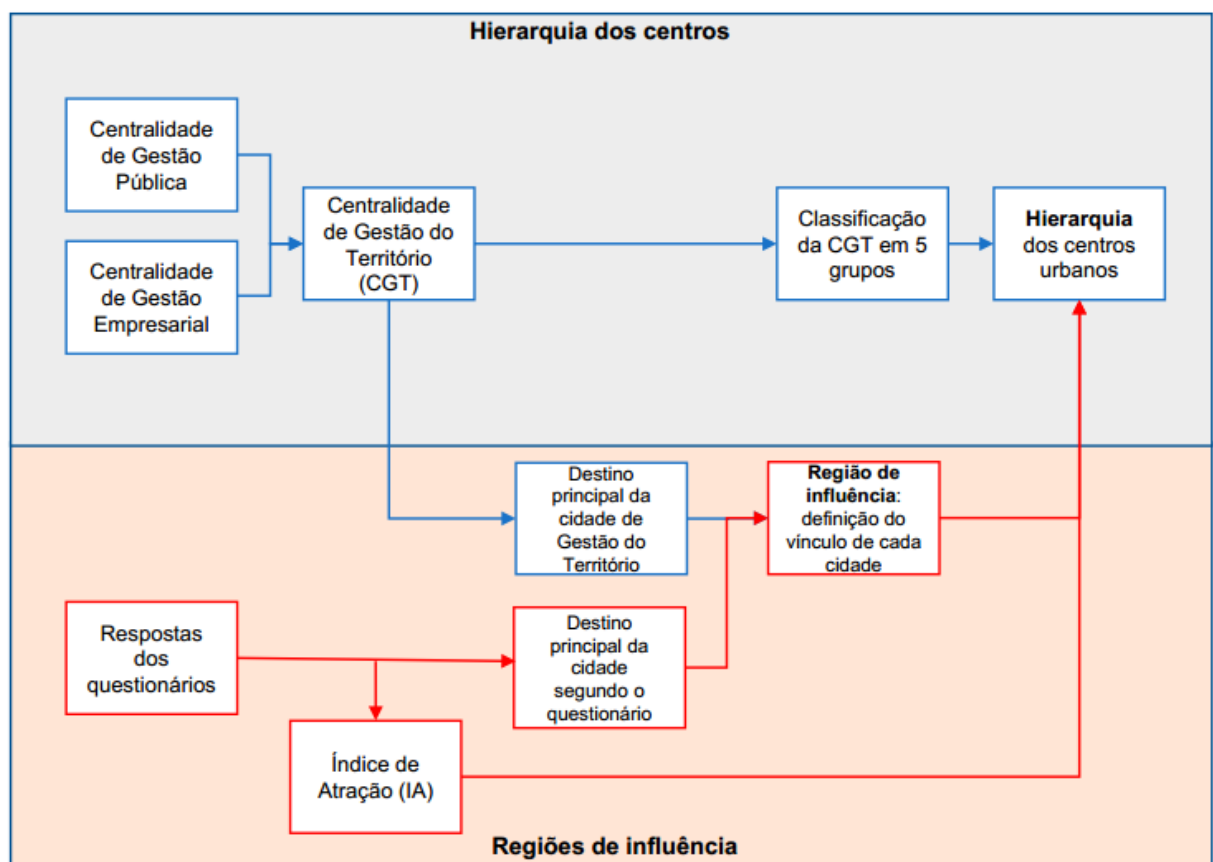 Hierarquia dos centros
Centralidade
de Gestão
Pública
Centralidade
de Gestão
Empresarial
Centralidade
de Gestão do
Território
(CGT)
Classificação
da CGT em 5
grupos
Hierarquia
dos centros
urbanos
Destino
principal da
cidade de
Gestão do
Território
Região de
influência:
definição do
vínculo de cada
cidade
Respostas
dos
questionários
Destino
principal da
cidade
segundo o
questionário
Índice de
Atração (IA)
Regiões de influência